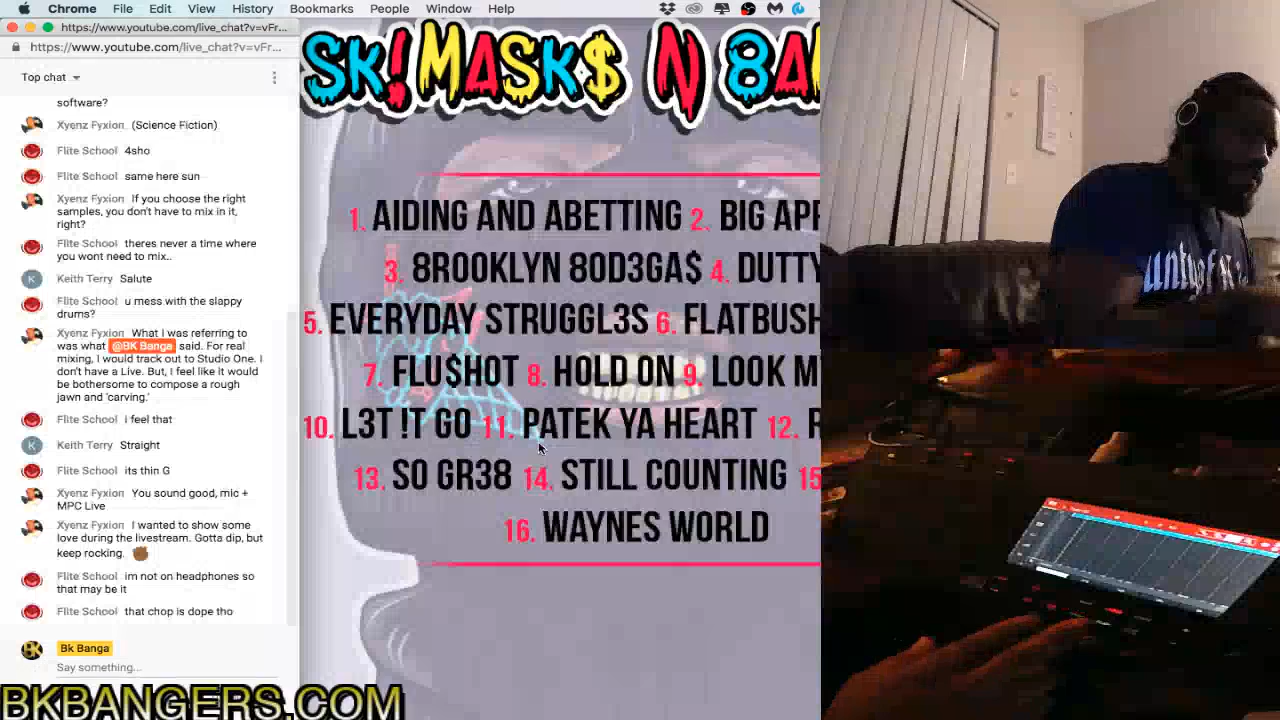 Chrome File Edit View History Bookmarks People Window Help
https://www.youtube.com/live_chat?v=vFr...
https://www.youtube.com/live_chat?v=vFr...
Top chat
software?
Xyenz Fyxion (Science Fiction)
Flite School 4sho
Flite School same here sun
Xyenz Fyxion If you choose the right
samples, you don't have to mix in it,
right?
Flite School theres never a time where
you wont need to mix..
Keith Terry Salute
Flite School u mess with the slappy
drums?
Xyenz Fyxion What I was referring to
was what @BK Banga said. For real
mixing, I would track out to Studio One. I
don't have a Live. But, I feel like it would
be bothersome to compose a rough
jawn and 'carving.'
Flite School i feel that
K Keith Terry Straight
Flite School its thin G
Xyenz Fyxion You sound good, mic +
MPC Live
Xyenz Fyxion I wanted to show some
love during the livestream. Gotta dip, but
keep rocking.
Flite School im not on headphones so
that may be it
Flite School that chop is dope tho
BK Bk Banga
Say something...
BKBANGERS.COM
SK!MASK$ N 8A
1. AIDING AND ABETTING 2. BIG APP
3. 8ROOKLYN 8OD3GA$ 4. DUTTY
5. EVERYDAY STRUGGL3S 6. FLATBUSH
7. FLU$HOT 8. HOLD ON 9. LOOK M
10. L3T !T GO 11. PATEK YA HEART 12.
13. SO GR38 14. STILL COUNTING 15
16. WAYNES WORLD